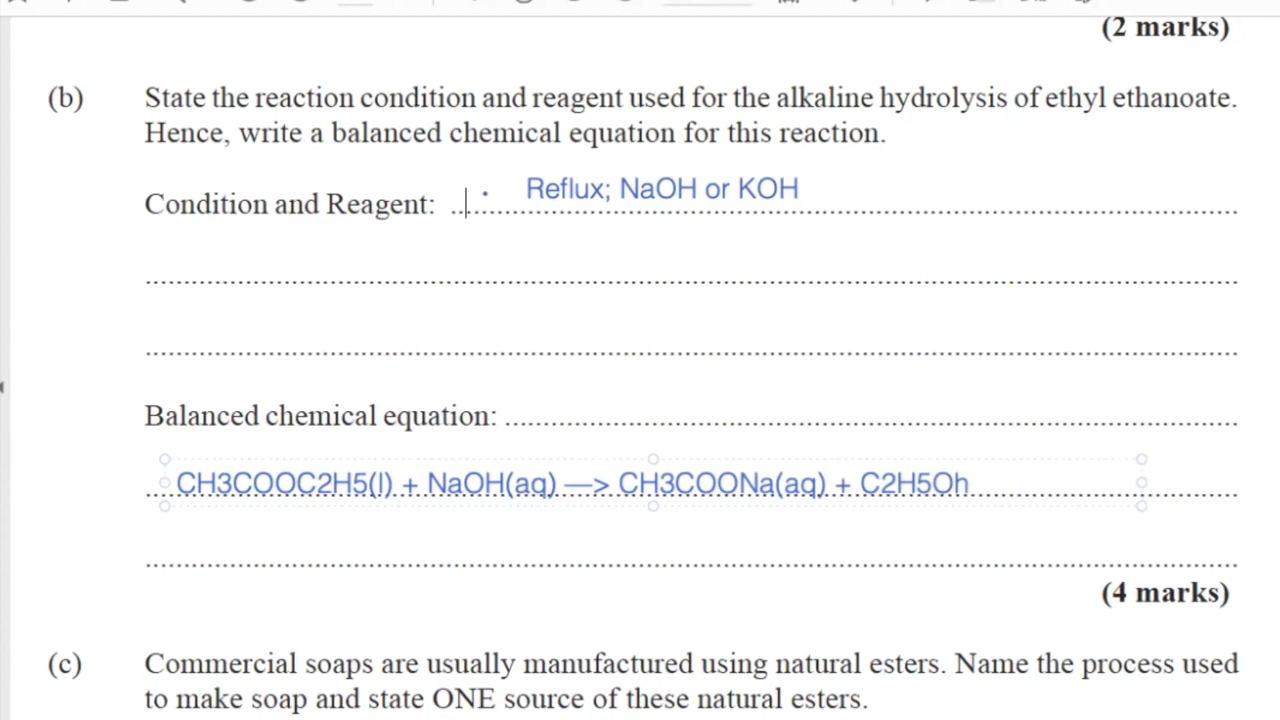 (2 marks)
(b) State the reaction condition and reagent used for the alkaline hydrolysis of ethyl ethanoate.
Hence, write a balanced chemical equation for this reaction.
Condition and Reagent: Reflux; NaOH or KOH
Balanced chemical equation:
CH3COOC2H5(l) + NaOH(aq) —> CH3COONa(aq) + C2H5Oh
(4 marks)
(c) Commercial soaps are usually manufactured using natural esters. Name the process used
to make soap and state ONE source of these natural esters.